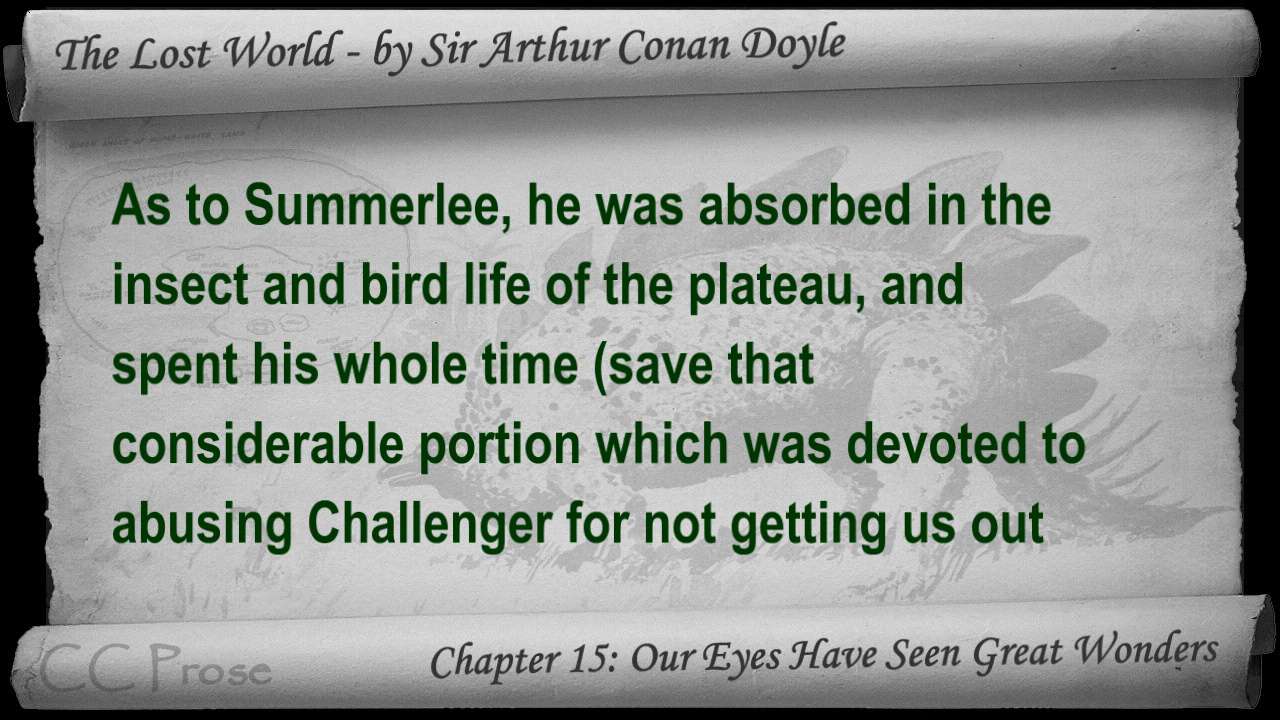 The Lost World - by Sir Arthur Conan Doyle
As to Summerlee, he was absorbed in the
insect and bird life of the plateau, and
spent his whole time (save that
considerable portion which was devoted to
abusing Challenger for not getting us out
CC Prose
Chapter 15: Our Eyes Have Seen Great Wonders